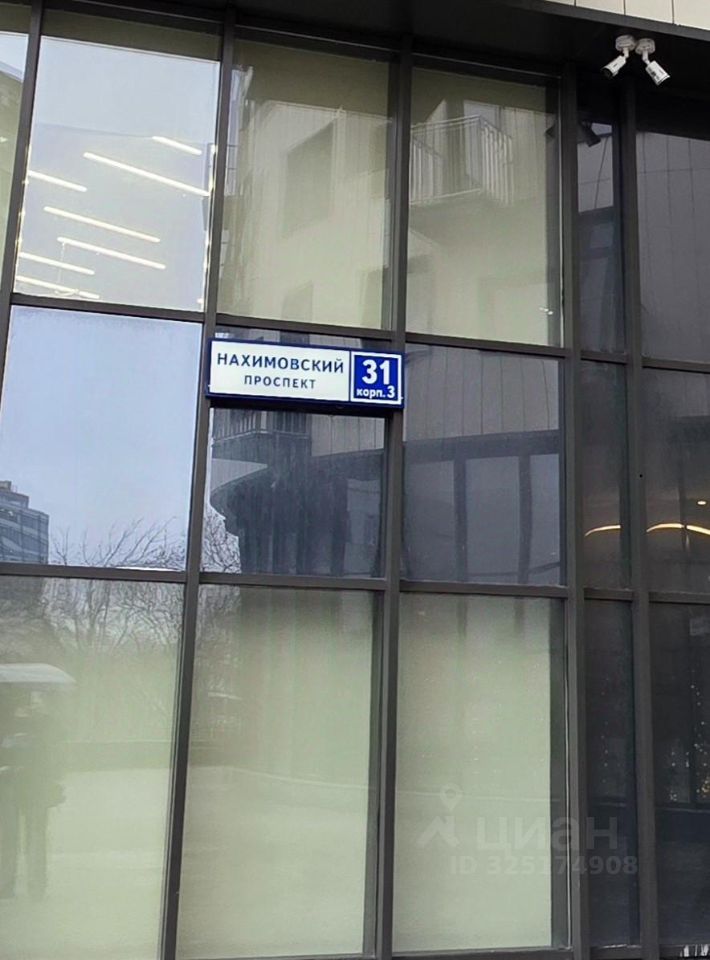 НАХИМОВСКИЙ
ПРОСПЕКТ
31
корп.3
циан
ID 325174908